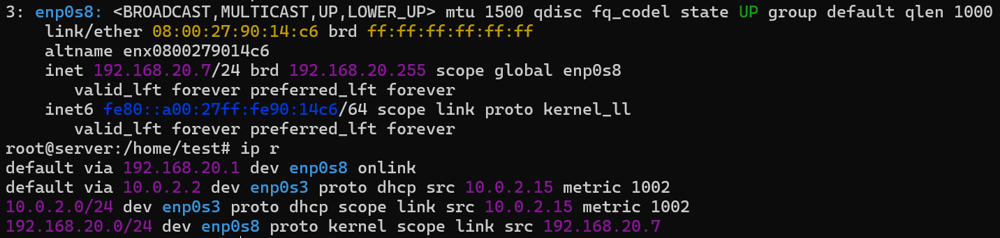 3: enp0s8: <BROADCAST,MULTICAST,UP,LOWER_UP> mtu 1500 qdisc fq_codel state UP group default qlen 1000
    link/ether 08:00:27:90:14:c6 brd ff:ff:ff:ff:ff:ff
    altname enx0800279014c6
    inet 192.168.20.7/24 brd 192.168.20.255 scope global enp0s8
       valid_lft forever preferred_lft forever
    inet6 fe80::a00:27ff:fe90:14c6/64 scope link proto kernel_ll
       valid_lft forever preferred_lft forever
root@server:/home/test# ip r
default via 192.168.20.1 dev enp0s8 onlink
default via 10.0.2.2 dev enp0s3 proto dhcp src 10.0.2.15 metric 1002
10.0.2.0/24 dev enp0s3 proto dhcp scope link src 10.0.2.15 metric 1002
192.168.20.0/24 dev enp0s8 proto kernel scope link src 192.168.20.7